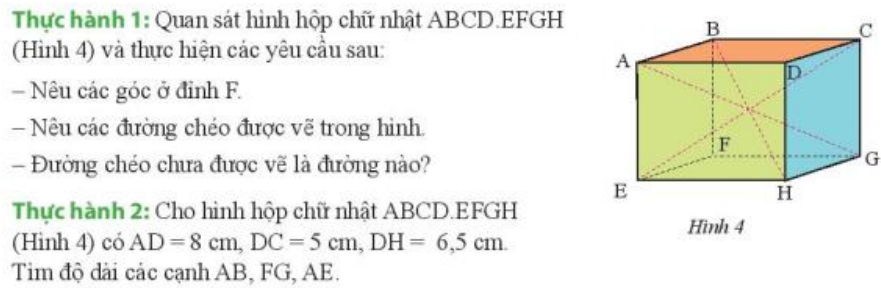 Thực hành 1: Quan sát hình hộp chữ nhật ABCD.EFGH
(Hình 4) và thực hiện các yêu cầu sau:
– Nêu các góc ở đỉnh F.
– Nêu các đường chéo được vẽ trong hình.
– Đường chéo chưa được vẽ là đường nào?
Thực hành 2: Cho hình hộp chữ nhật ABCD.EFGH
(Hình 4) có AD = 8 cm, DC = 5 cm, DH = 6,5 cm.
Tìm độ dài các cạnh AB, FG, AE.
B
C
A
D
F
G
E
H
Hình 4